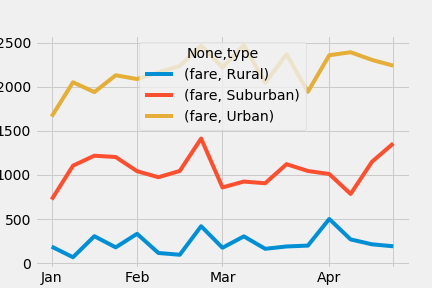 2500
2000
1500
1000
500
0
None,type
(fare, Rural)
(fare, Suburban)
(fare, Urban)
Jan Feb Mar Apr